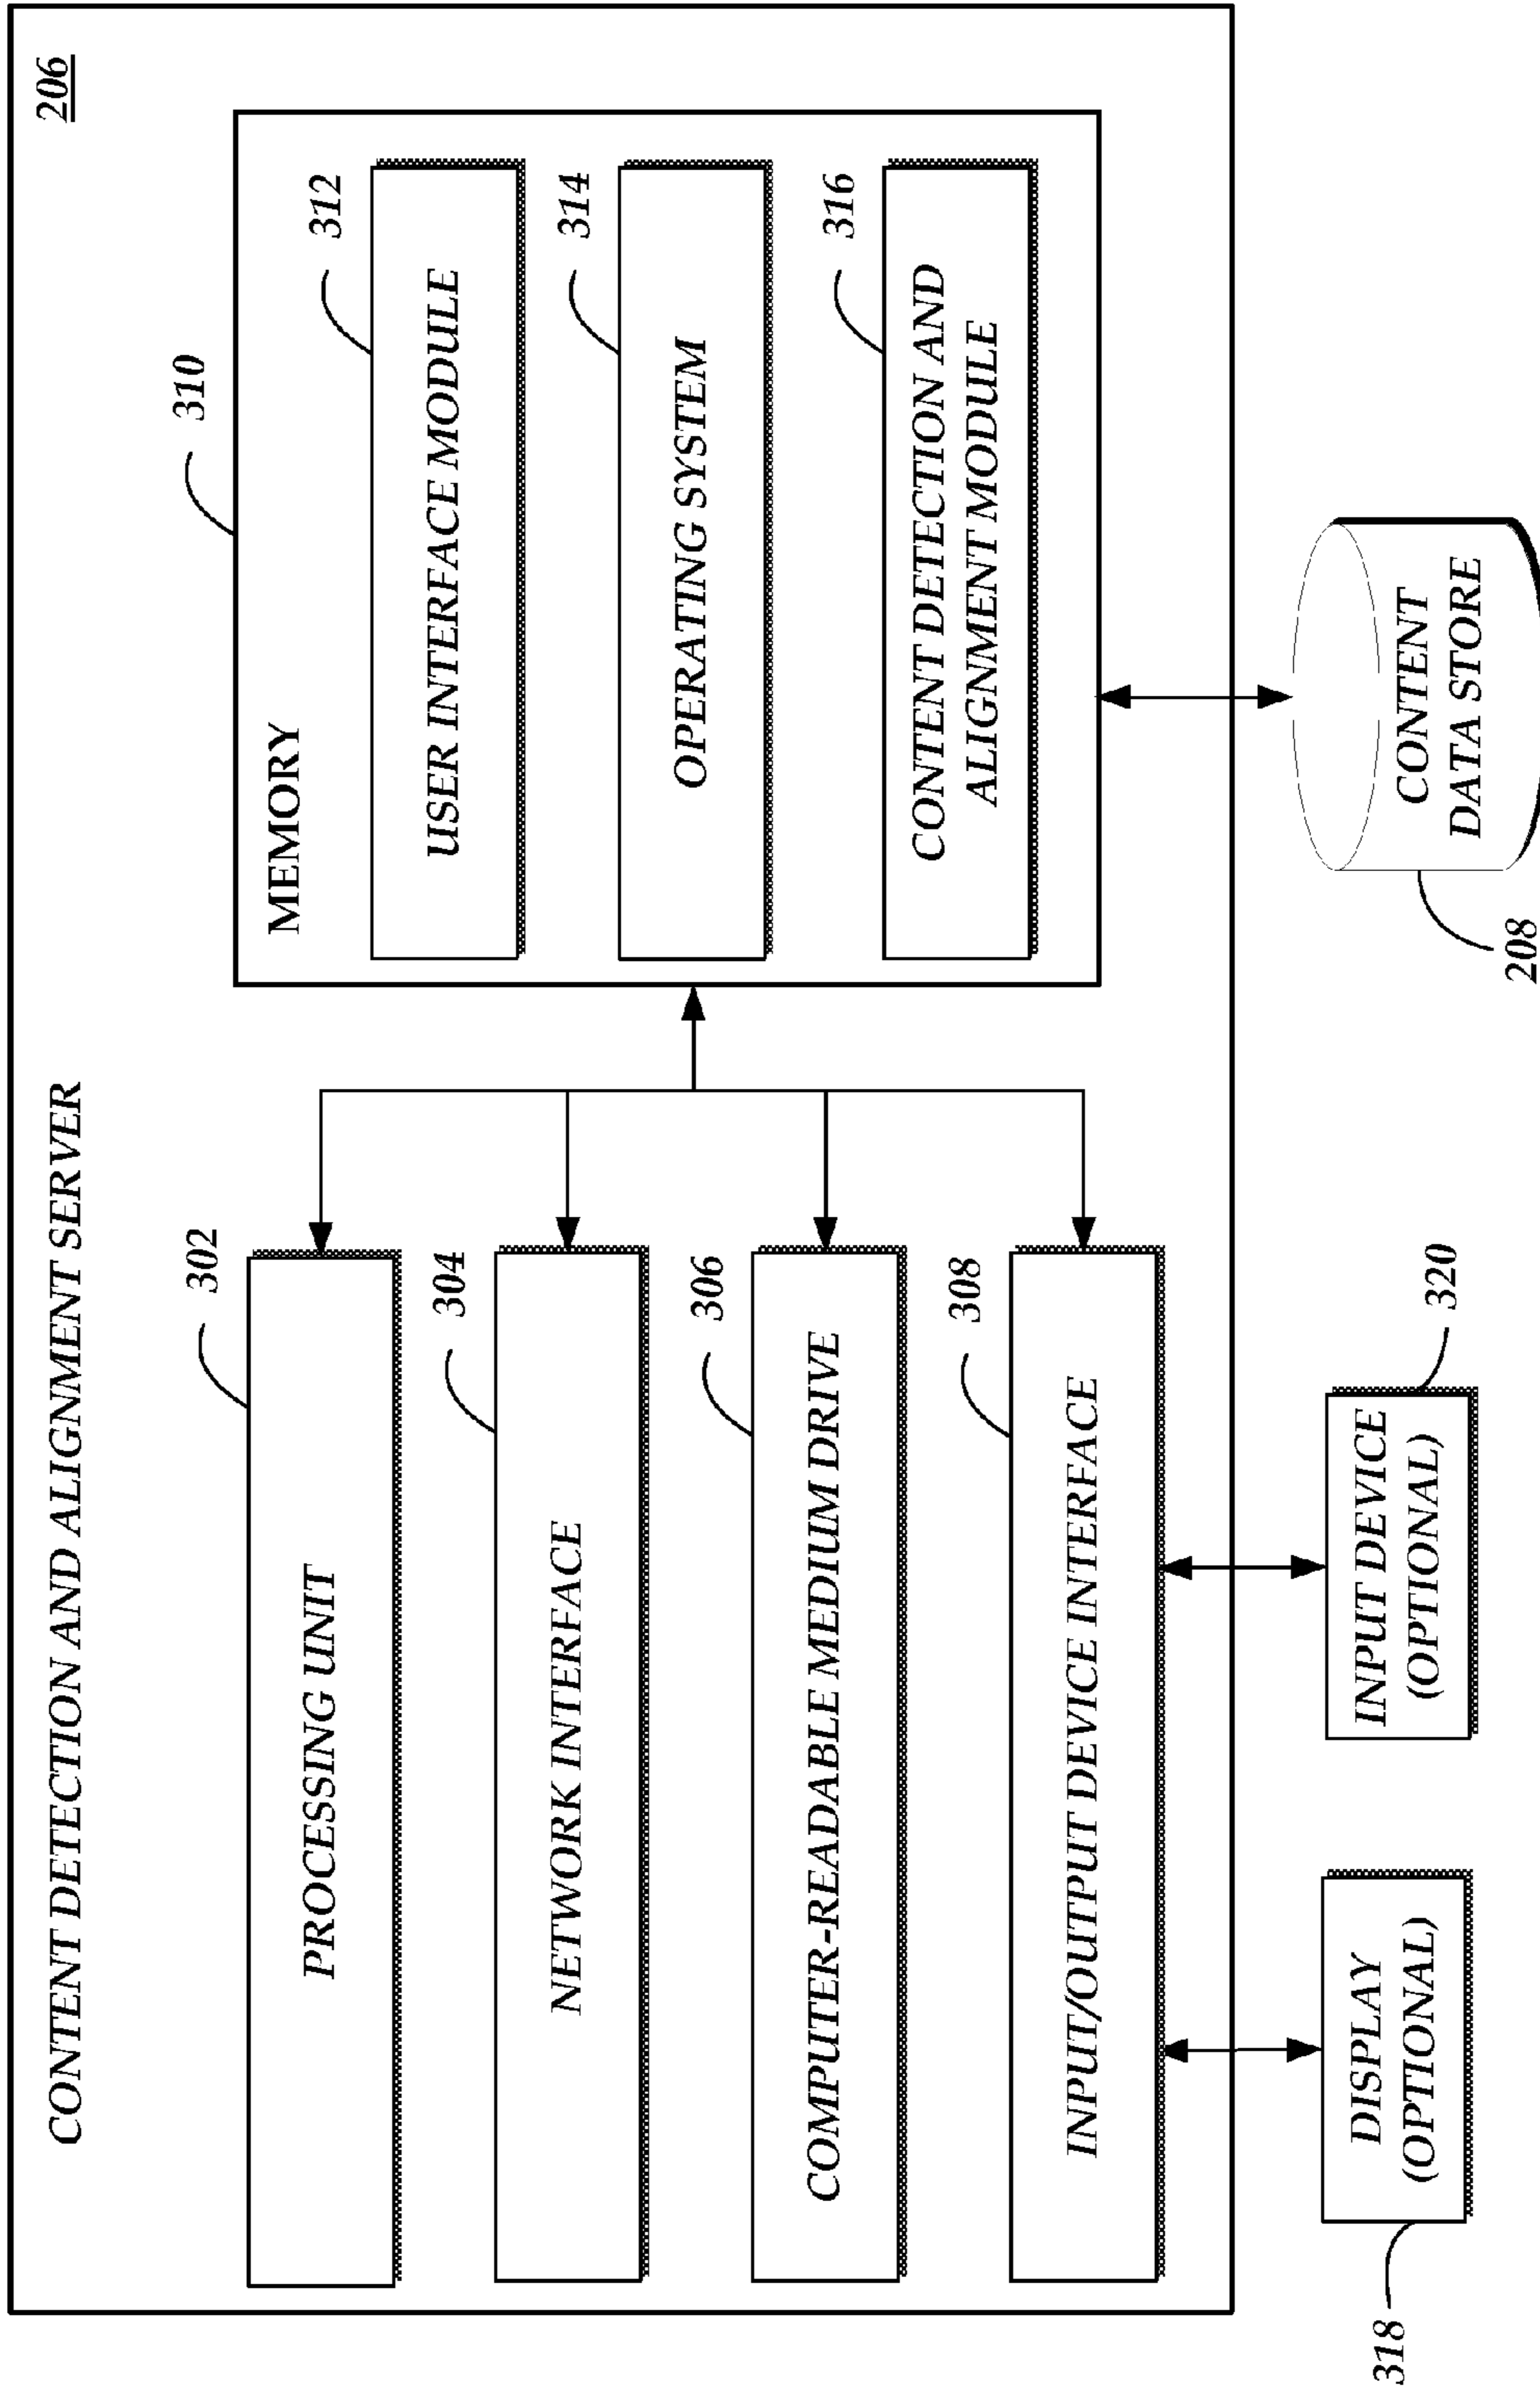 CONTENT DETECTION AND ALIGNMENT SERVER
206
302
PROCESSING UNIT
304
NETWORK INTERFACE
306
COMPUTER-READABLE MEDIUM DRIVE
308
INPUT/OUTPUT DEVICE INTERFACE
310
MEMORY
312
USER INTERFACE MODULE
314
OPERATING SYSTEM
316
CONTENT DETECTION AND
ALIGNMENT MODULE
318
DISPLAY
(OPTIONAL)
320
INPUT DEVICE
(OPTIONAL)
208
CONTENT
DATA STORE